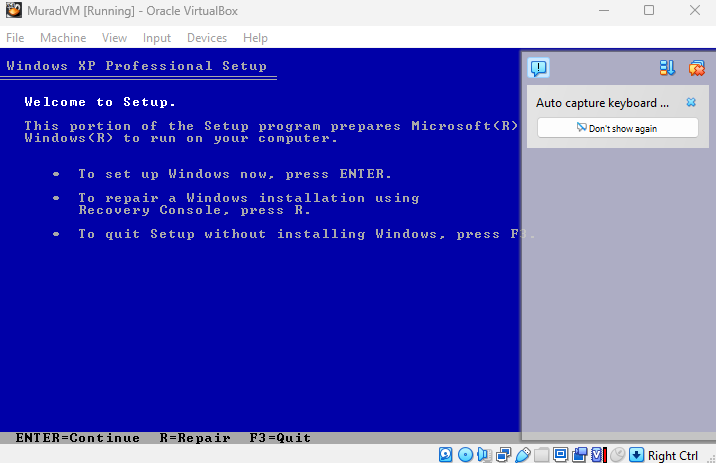 MuradVM [Running] - Oracle VirtualBox
File Machine View Input Devices Help
Windows XP Professional Setup
Welcome to Setup.
This portion of the Setup program prepares Microsoft(R)
Windows(R) to run on your computer.
• To set up Windows now, press ENTER.
• To repair a Windows installation using
Recovery Console, press R.
• To quit Setup without installing Windows, press F3.
Auto capture keyboard ...
Don't show again
ENTER=Continue R=Repair F3=Quit
Right Ctrl